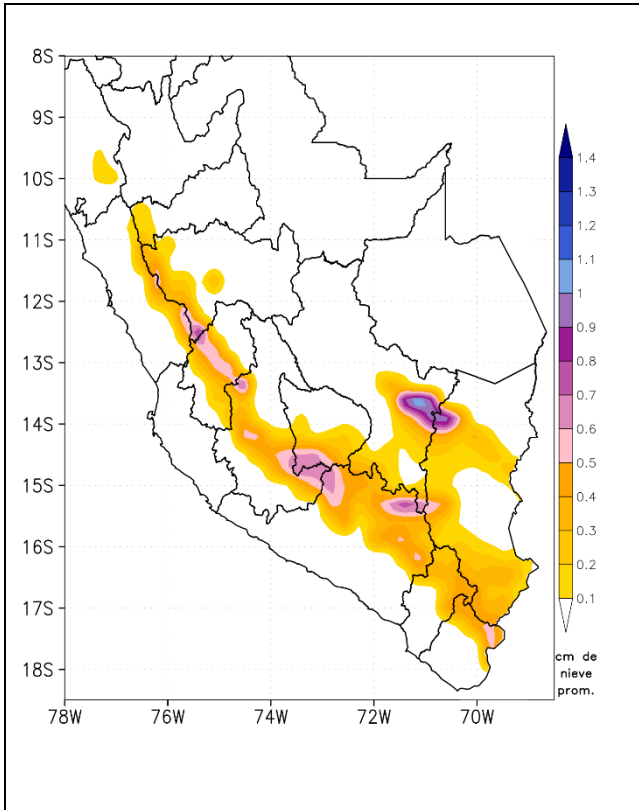 8S
9S
10S
11S
12S
13S
14S
15S
16S
17S
18S
78W 76W 74W 72W 70W
1.4
1.3
1.2
1.1
1
0.9
0.8
0.7
0.6
0.5
0.4
0.3
0.2
0.1
cm de
nieve
prom.